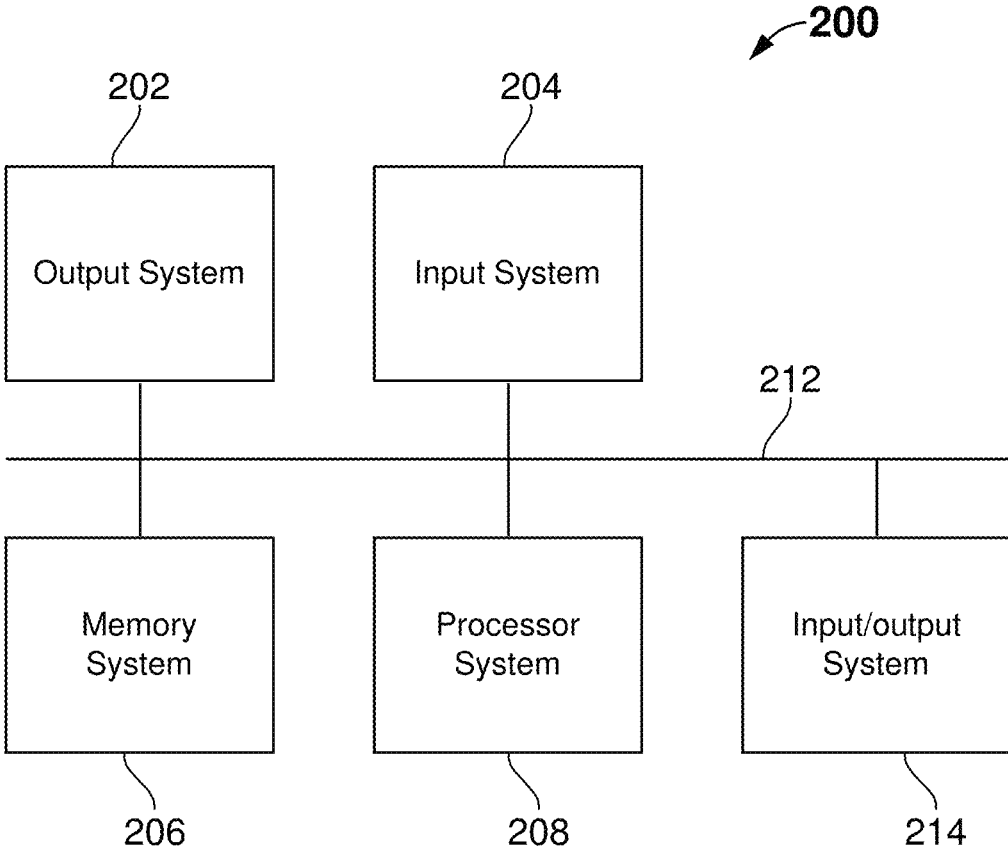 200
202
204
Output System
Input System
212
Memory
System
Processor
System
Input/output
System
206
208
214